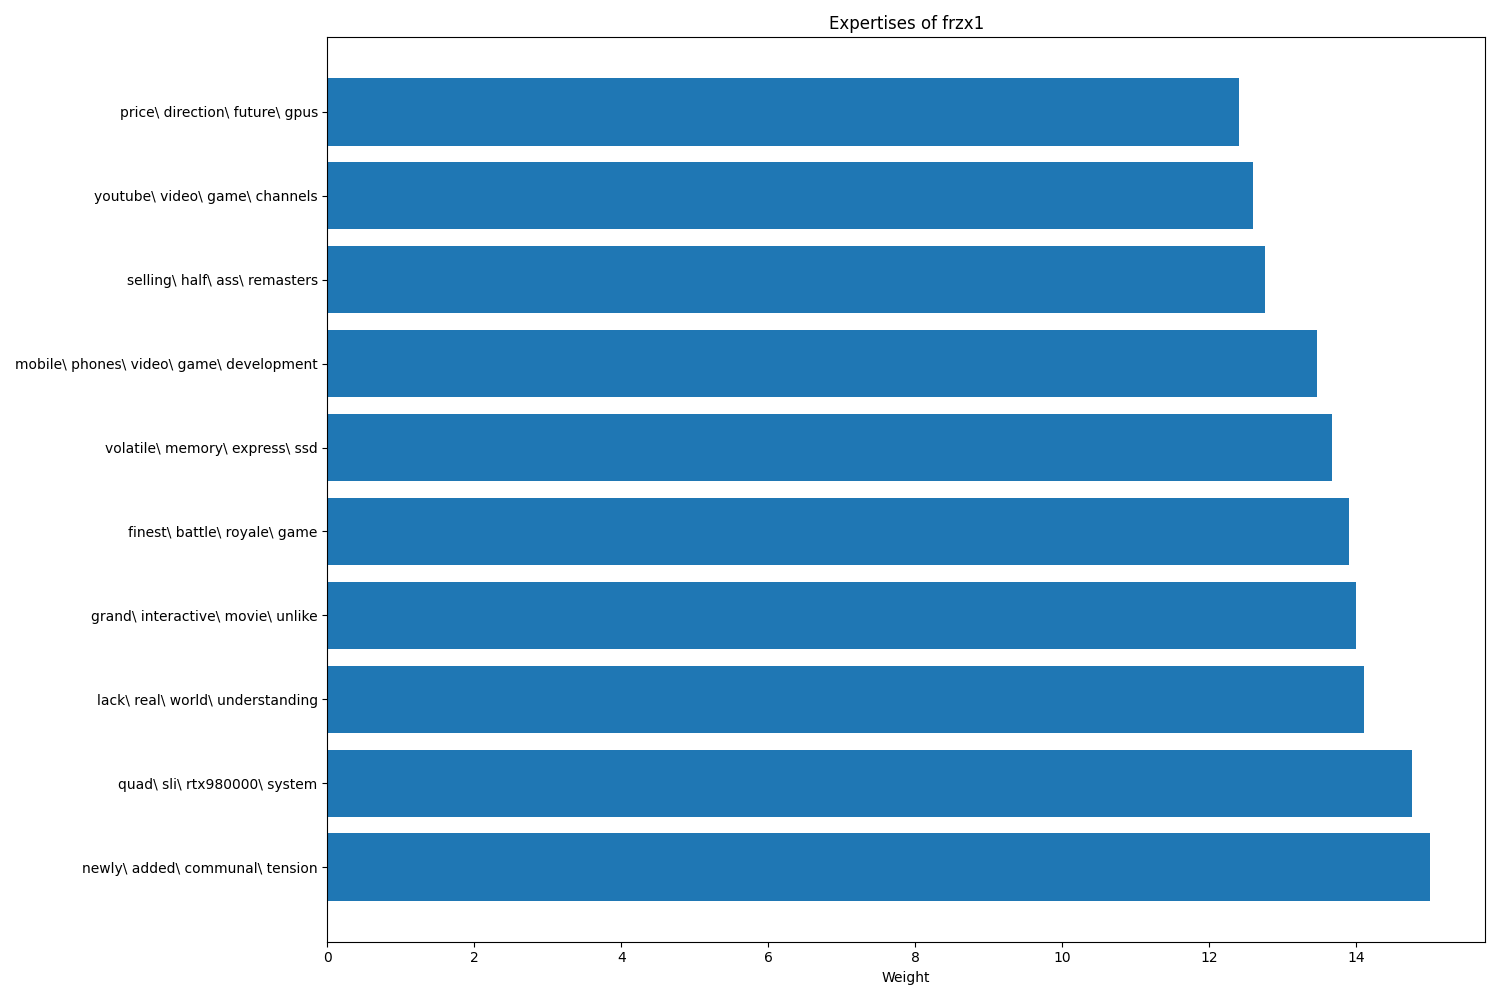 Expertises of frzx1
price\ direction\ future\ gpus
youtube\ video\ game\ channels
selling\ half\ ass\ remasters
mobile\ phones\ video\ game\ development
volatile\ memory\ express\ ssd
finest\ battle\ royale\ game
grand\ interactive\ movie\ unlike
lack\ real\ world\ understanding
quad\ sli\ rtx980000\ system
newly\ added\ communal\ tension
0 2 4 6 8 10 12 14
Weight